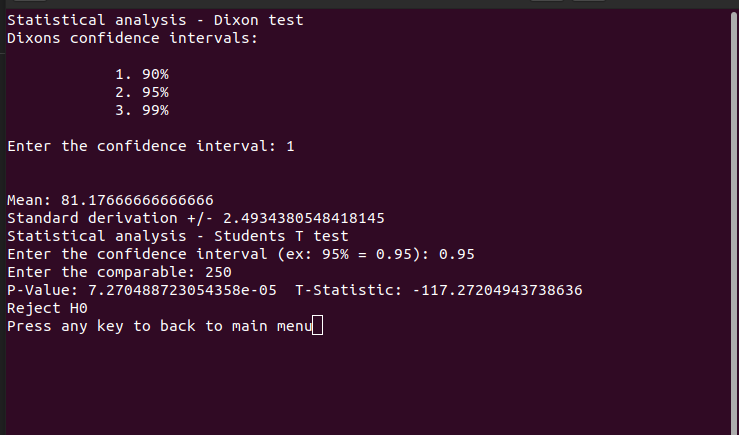 Statistical analysis - Dixon test
Dixons confidence intervals:
1. 90%
2. 95%
3. 99%
Enter the confidence interval: 1
Mean: 81.17666666666666
Standard derivation +/- 2.4934380548418145
Statistical analysis - Students T test
Enter the confidence interval (ex: 95% = 0.95): 0.95
Enter the comparable: 250
P-Value: 7.270488723054358e-05  T-Statistic: -117.27204943738636
Reject H0
Press any key to back to main menu